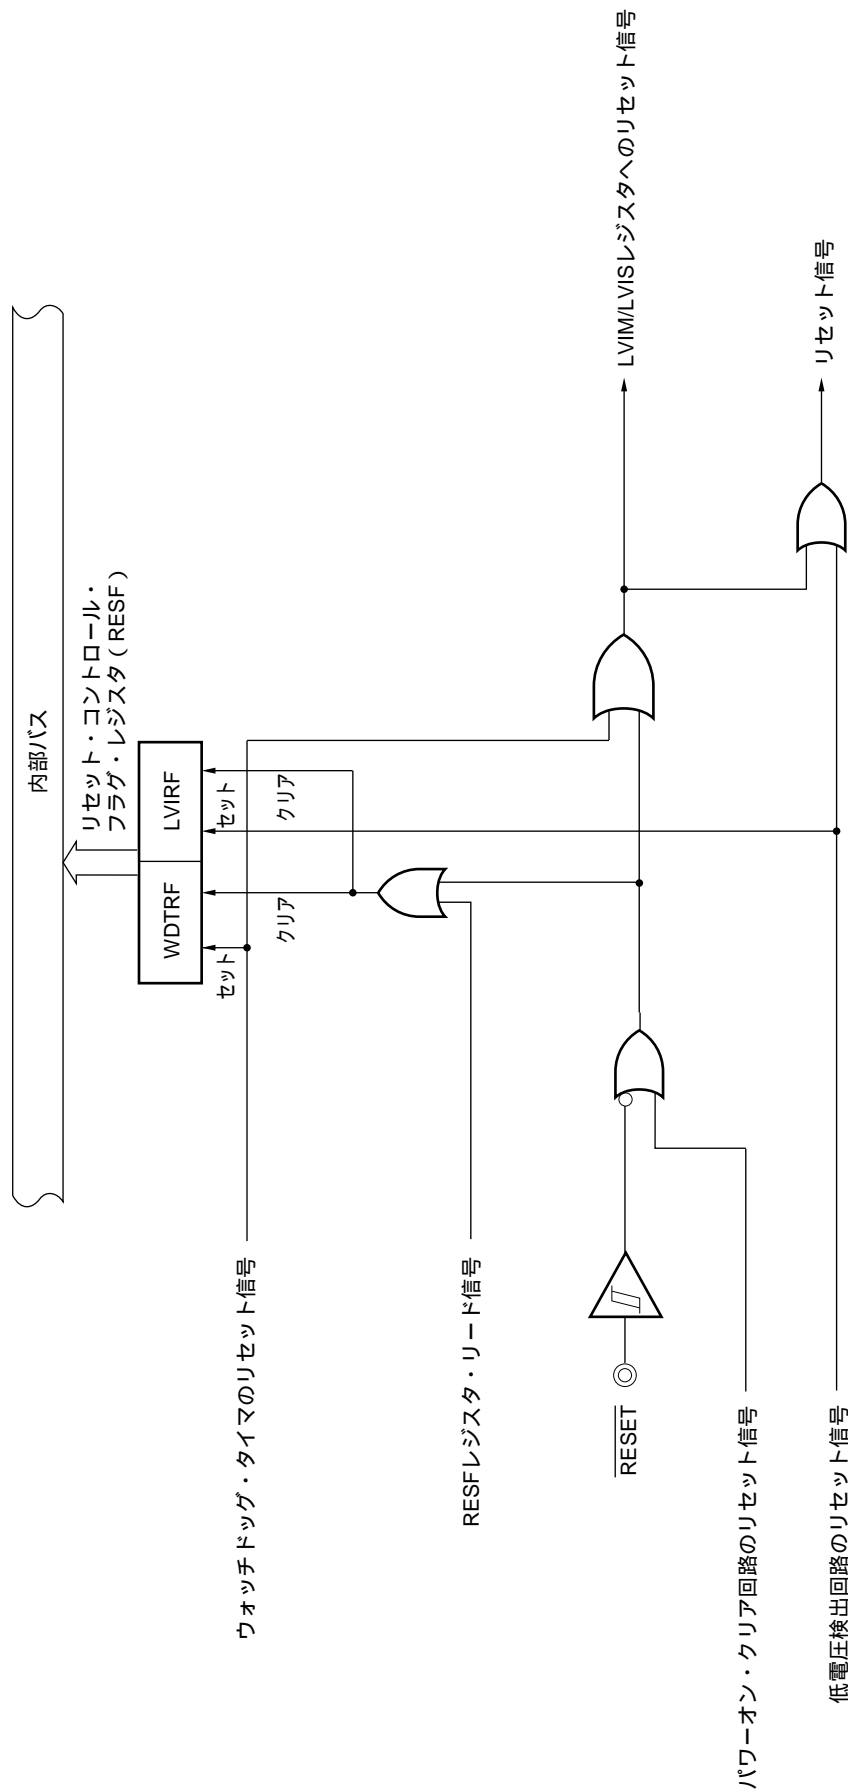 内部バス
リセット・コントロール・
フラグ・レジスタ（RESF）
WDTRF
LVIRF
セット
クリア
セット
クリア
ウォッチドッグ・タイマのリセット信号
RESFレジスタ・リード信号
RESET
パワーオン・クリア回路のリセット信号
低電圧検出回路のリセット信号
LVIM/LVISレジスタへのリセット信号
リセット信号